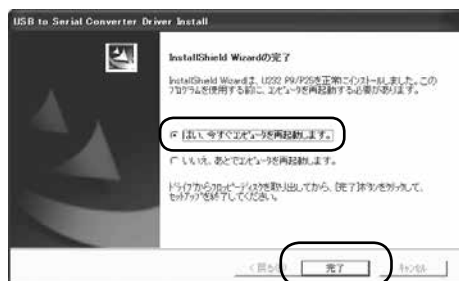 USB to Serial Converter Driver Install
InstallShield Wizardの完了
InstallShield Wizardは、U232 P9/P25を正常にインストールしました。この
プログラムを使用する前に、コンピュータを再起動する必要があります。
はい、今すぐコンピュータを再起動します。
いいえ、あとでコンピュータを再起動します。
ドライブからフロッピーディスクを取り出してから、[完了]ボタンをクリックして、
セットアップを終了してください。
< 戻る(B)
完了
キャンセル